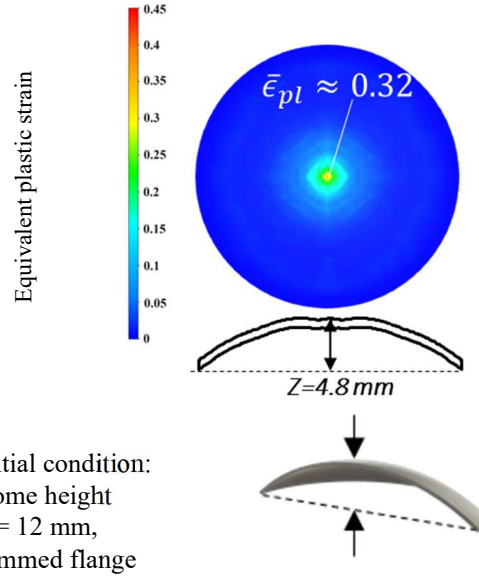 0.45
0.4
0.35
0.3
0.25
0.2
0.15
0.1
0.05
0
Equivalent plastic strain
ϵ̄pl ≈ 0.32
Z=4.8 mm
tial condition:
ome height
= 12 mm,
mmed flange